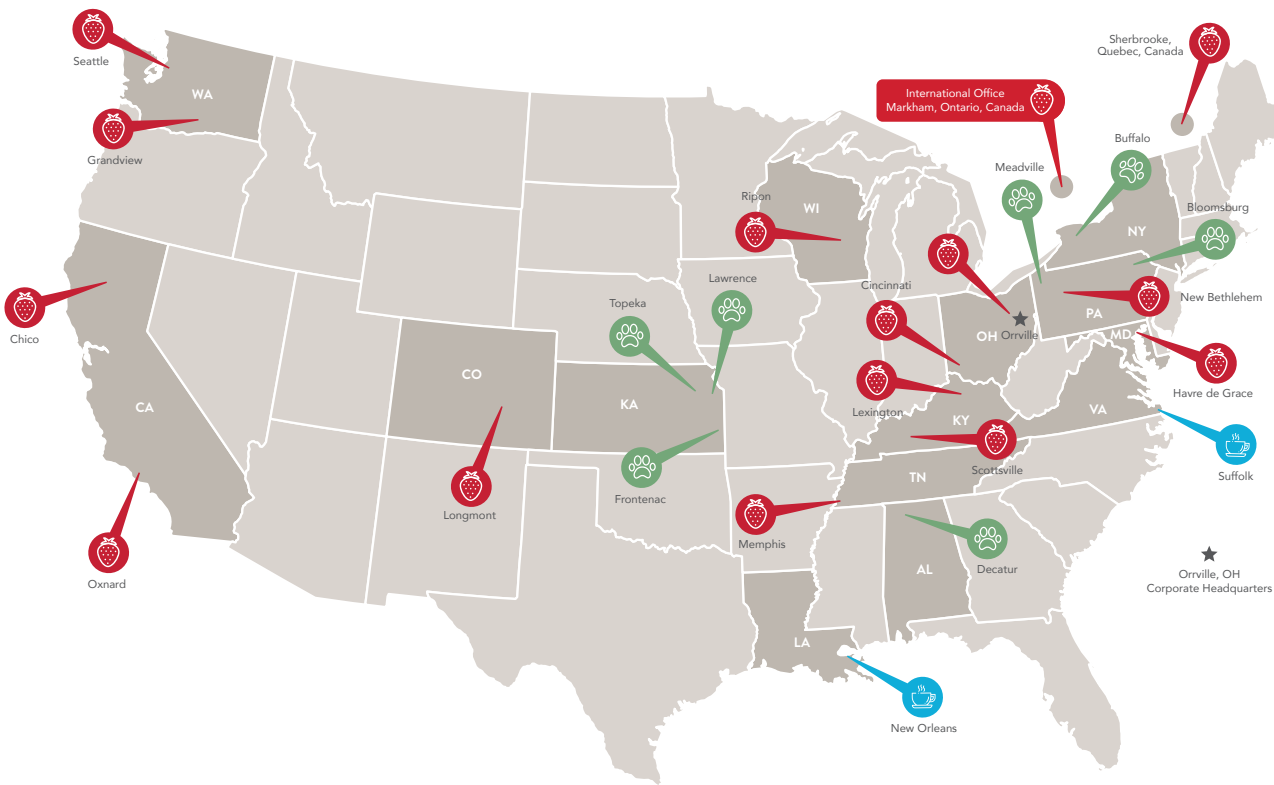 Seattle
WA
Grandview
Sherbrooke,
Quebec, Canada
International Office
Markham, Ontario, Canada
Buffalo
Meadville
Ripon
WI
Bloomsburg
NY
Chico
Topeka
Lawrence
Cincinnati
New Bethlehem
PA
OH
Orrville
MD
CO
Havre de Grace
CA
KA
Lexington
KY
VA
Scottsville
Suffolk
Frontenac
TN
Longmont
Memphis
Oxnard
AL
Decatur
Orrville, OH
Corporate Headquarters
LA
New Orleans